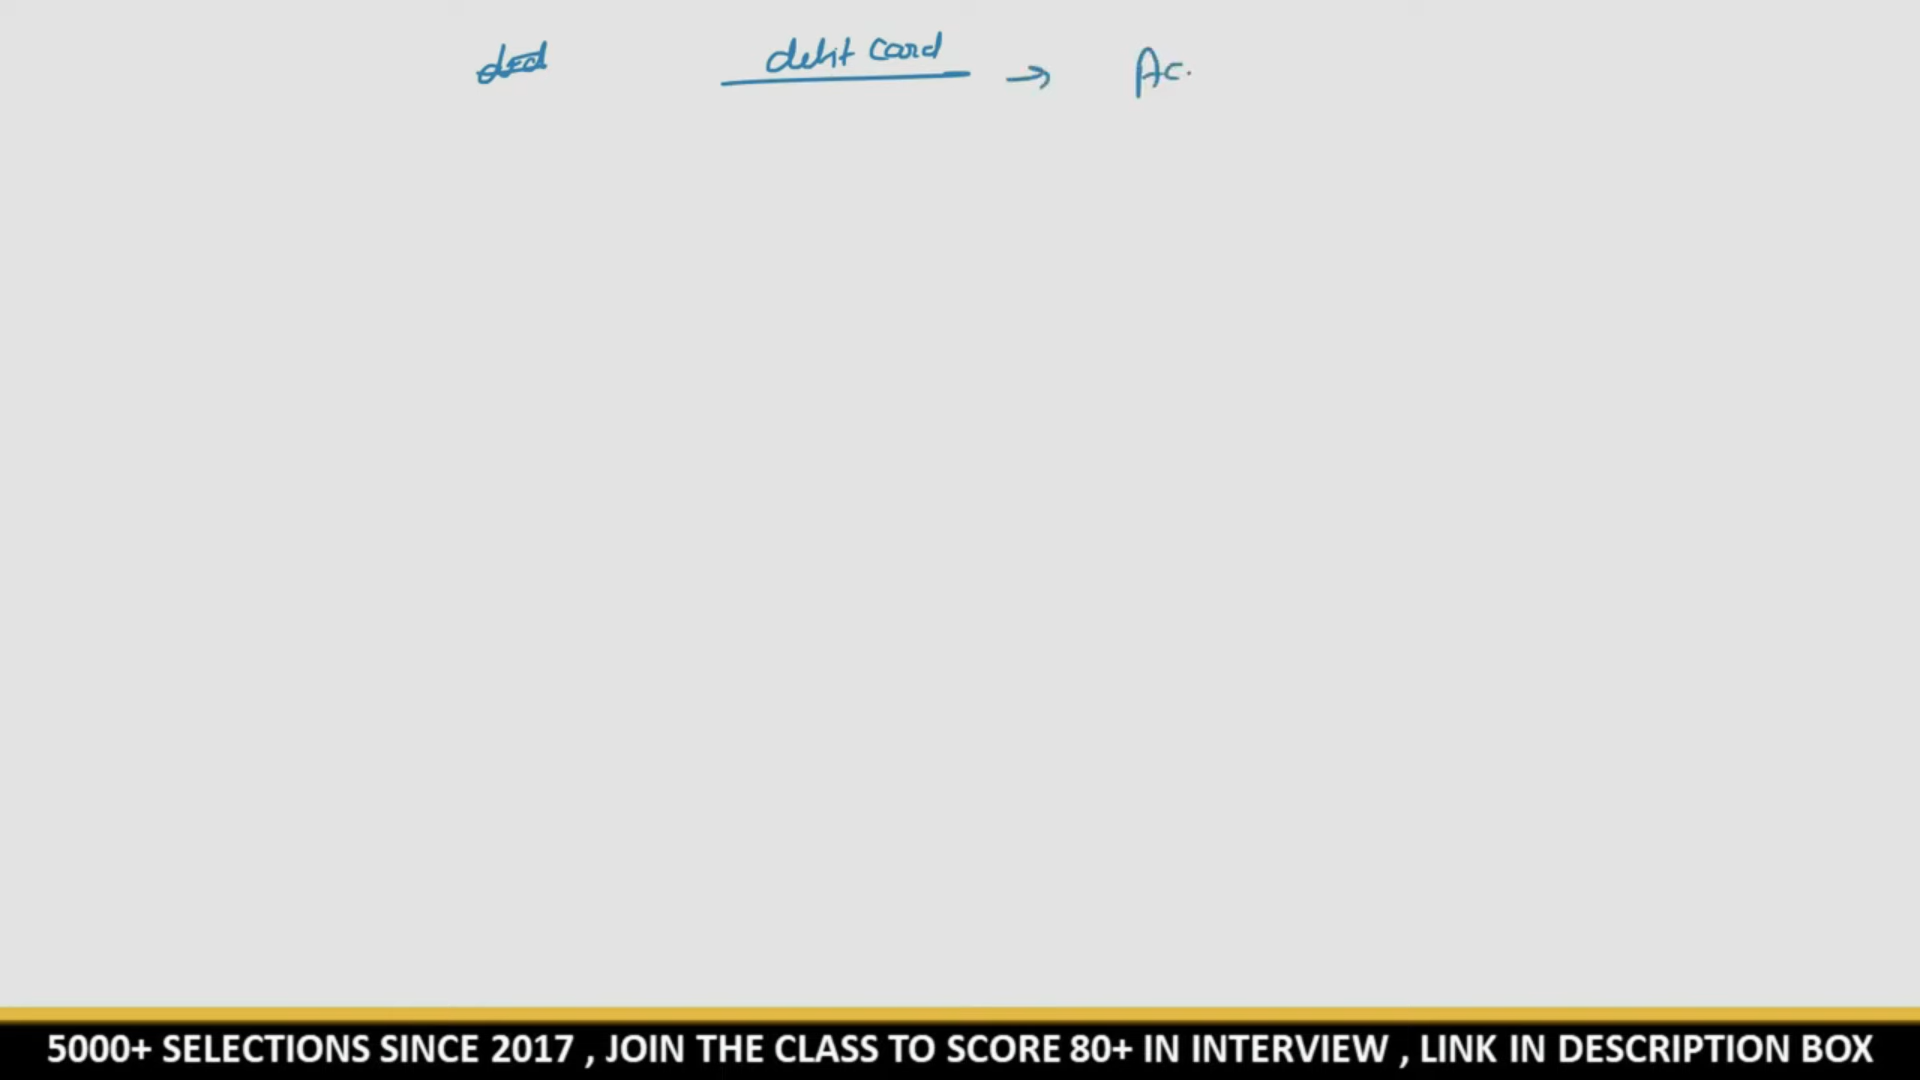 debit card → Ac.
5000+ SELECTIONS SINCE 2017 , JOIN THE CLASS TO SCORE 80+ IN INTERVIEW , LINK IN DESCRIPTION BOX